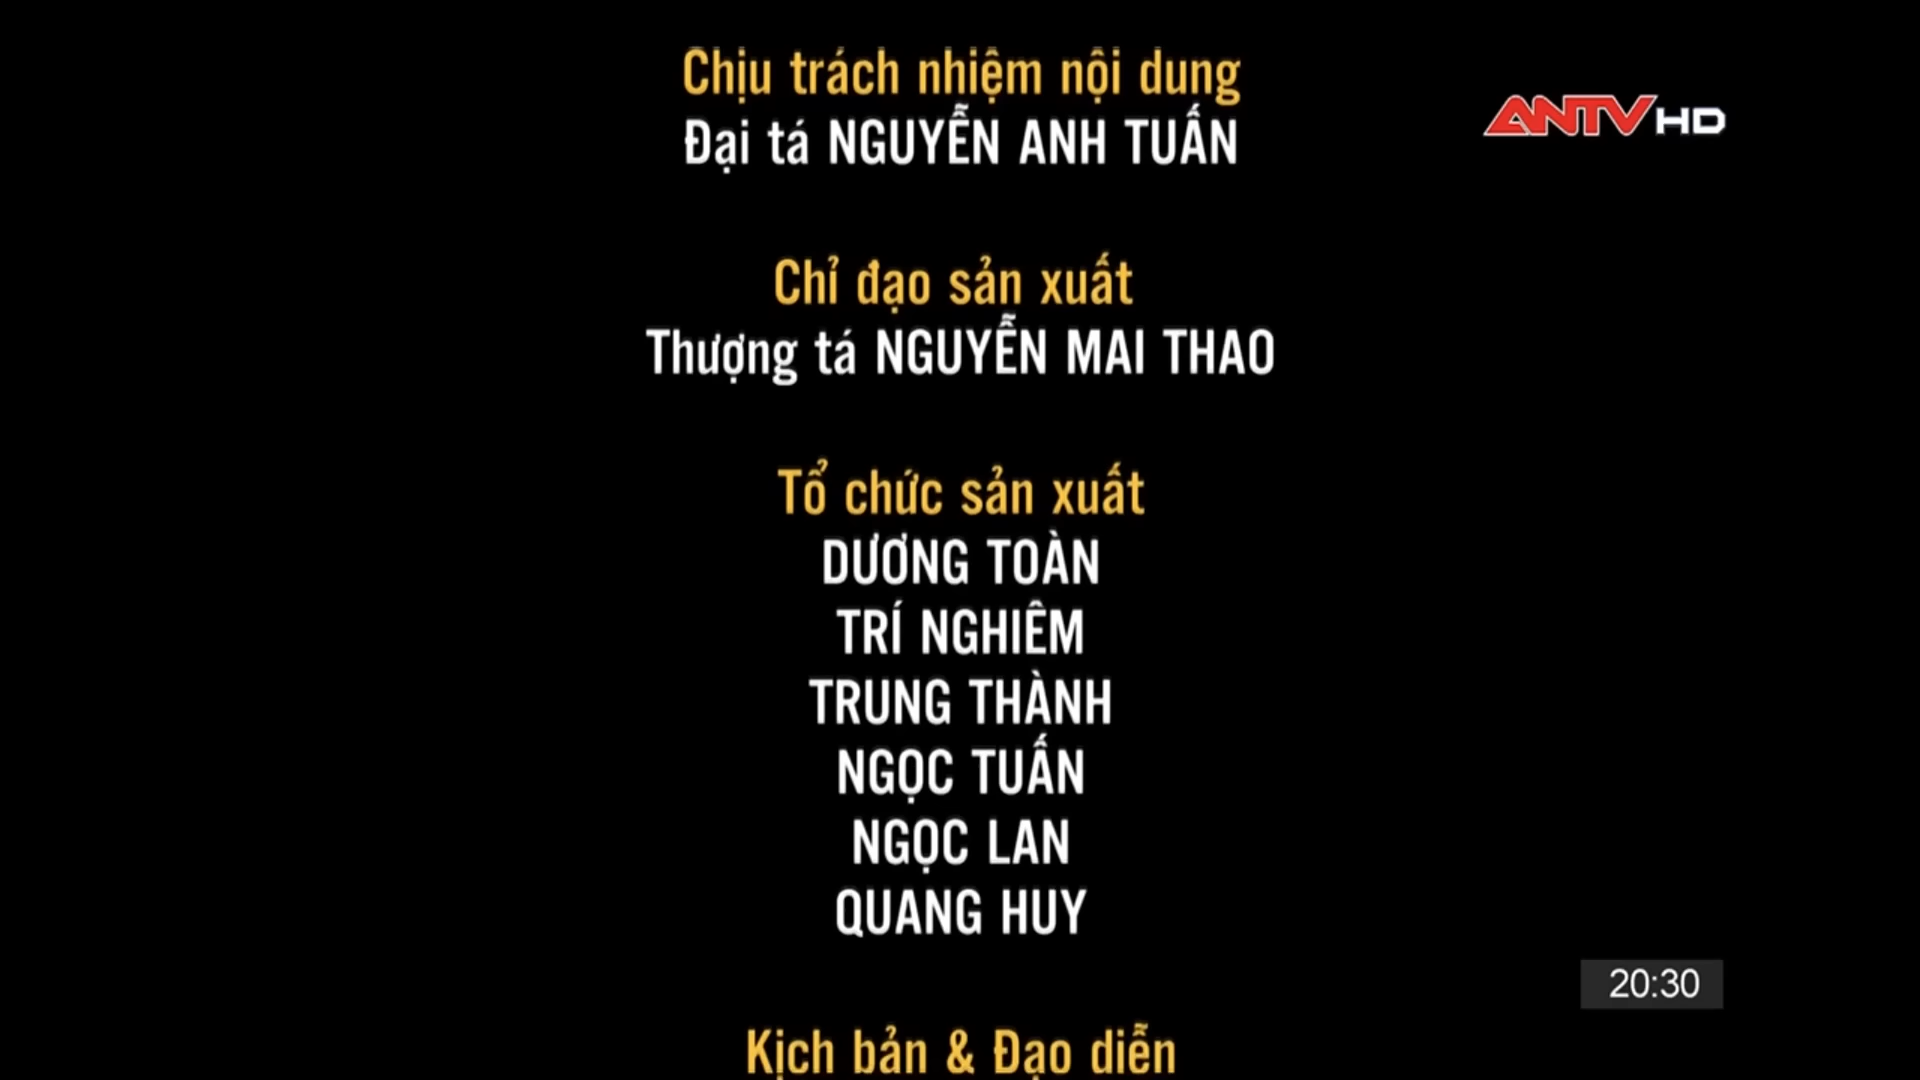 Chịu trách nhiệm nội dung
Đại tá NGUYỄN ANH TUẤN
ANTV HD
Chỉ đạo sản xuất
Thượng tá NGUYỄN MAI THAO
Tổ chức sản xuất
DƯƠNG TOÀN
TRÍ NGHIÊM
TRUNG THÀNH
NGỌC TUẤN
NGỌC LAN
QUANG HUY
20:30
Kịch bản & Đạo diễn